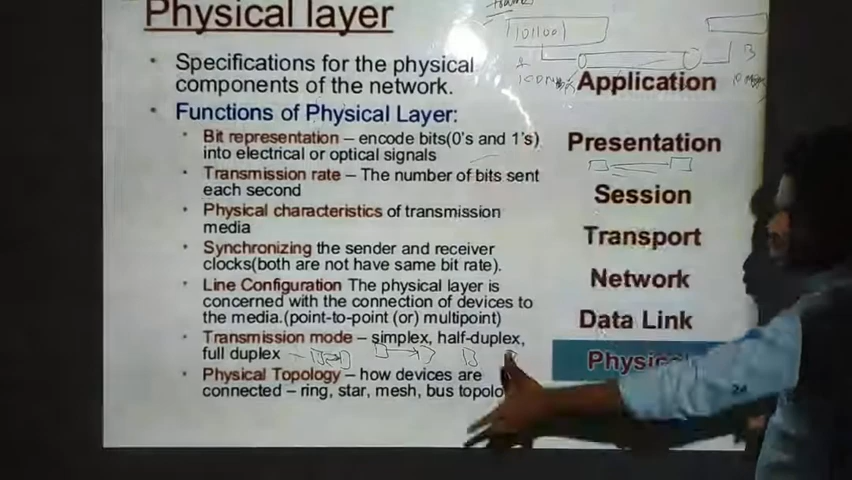 Physical layer
Specifications for the physical
components of the network.
Functions of Physical Layer:
Bit representation – encode bits(0's and 1's)
into electrical or optical signals
Transmission rate – The number of bits sent
each second
Physical characteristics of transmission
media
Synchronizing the sender and receiver
clocks(both are not have same bit rate).
Line Configuration The physical layer is
concerned with the connection of devices to
the media.(point-to-point (or) multipoint)
Transmission mode – simplex, half-duplex,
full duplex
Physical Topology – how devices are
connected – ring, star, mesh, bus topolo
frame
101100
B
Application
Presentation
Session
Transport
Network
Data Link
Physical
24